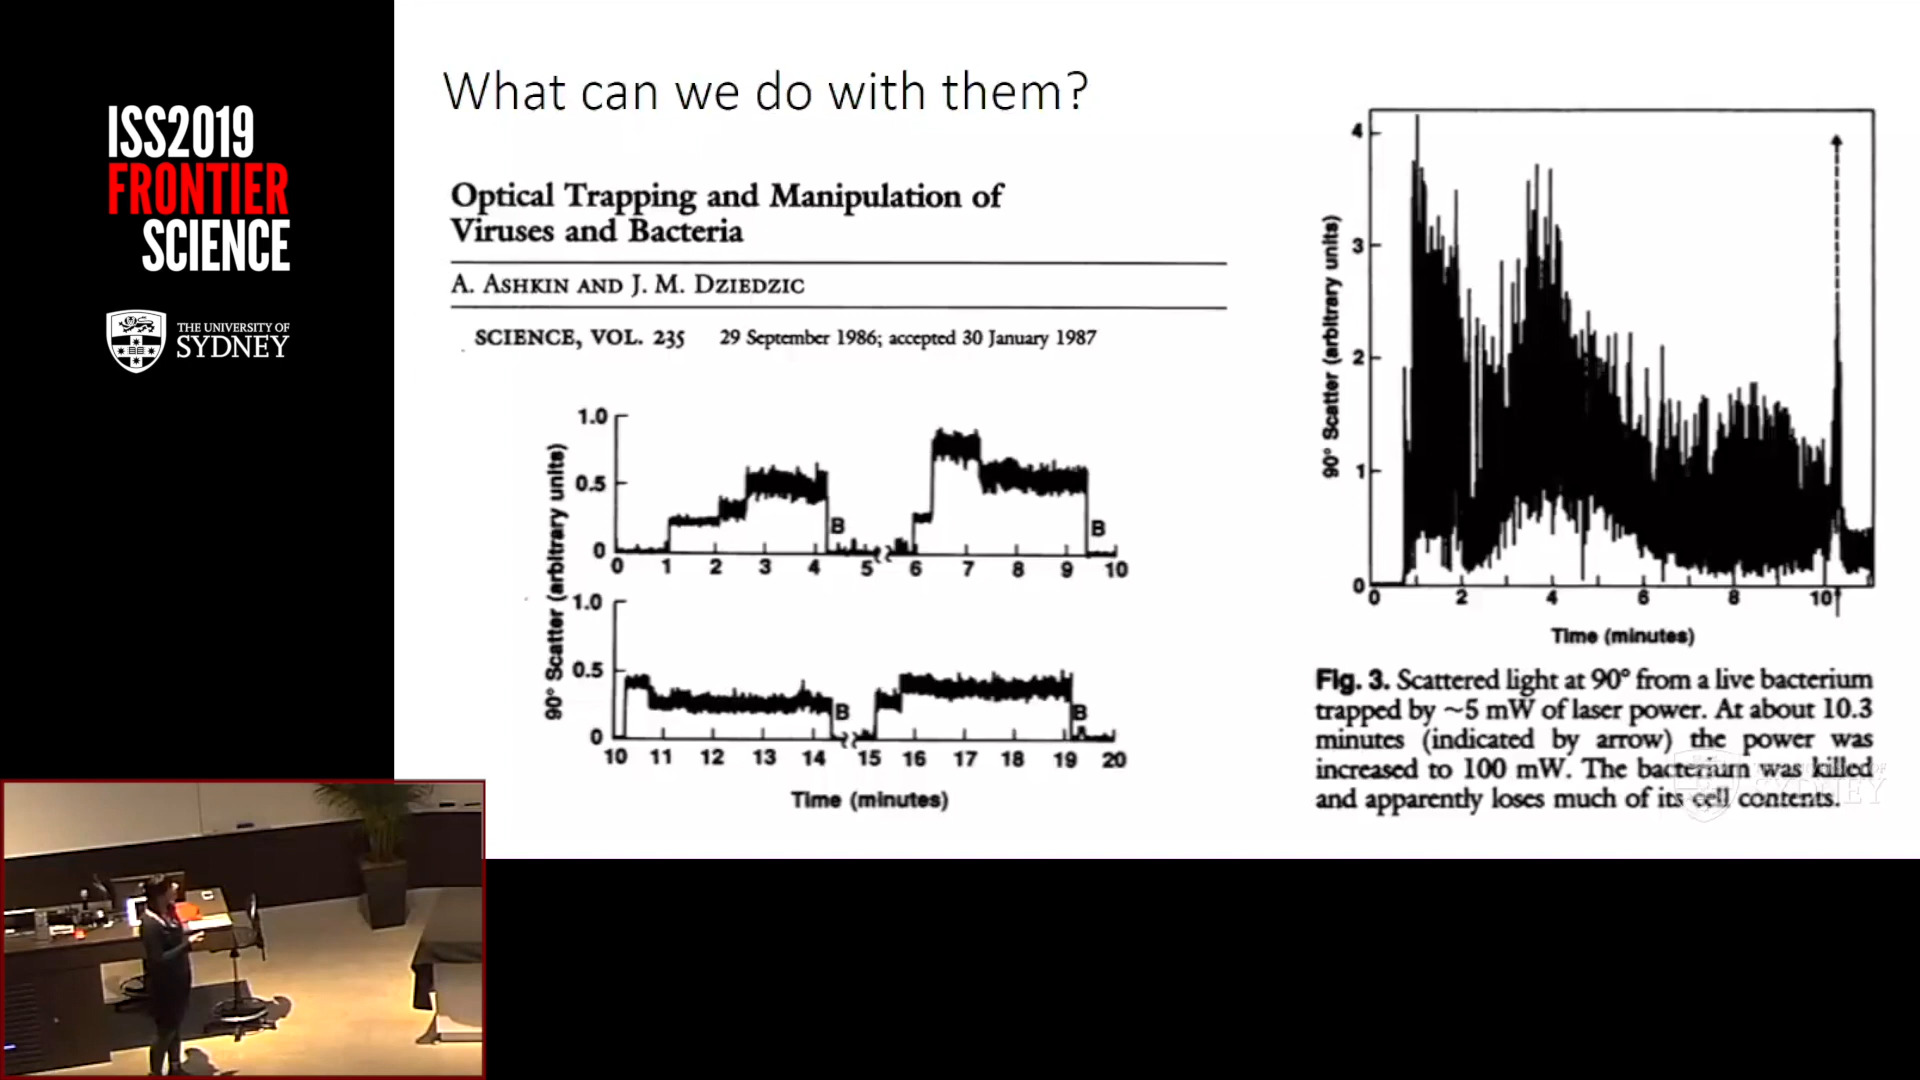 ISS2019
FRONTIER
SCIENCE
THE UNIVERSITY OF
SYDNEY
What can we do with them?
Optical Trapping and Manipulation of
Viruses and Bacteria
A. ASHKIN AND J. M. DZIEDZIC
SCIENCE, VOL. 235 29 September 1986; accepted 30 January 1987
90° Scatter (arbitrary units)
1.0
0.5
0
B
B
0 1 2 3 4 5 6 7 8 9 10
1.0
0.5
0
B
B
10 11 12 13 14 15 16 17 18 19 20
Time (minutes)
90° Scatter (arbitrary units)
4
3
2
1
0
0 2 4 6 8 10
Time (minutes)
Fig. 3. Scattered light at 90° from a live bacterium
trapped by ~5 mW of laser power. At about 10.3
minutes (indicated by arrow) the power was
increased to 100 mW. The bacterium was killed
and apparently loses much of its cell contents.
SYDNEY